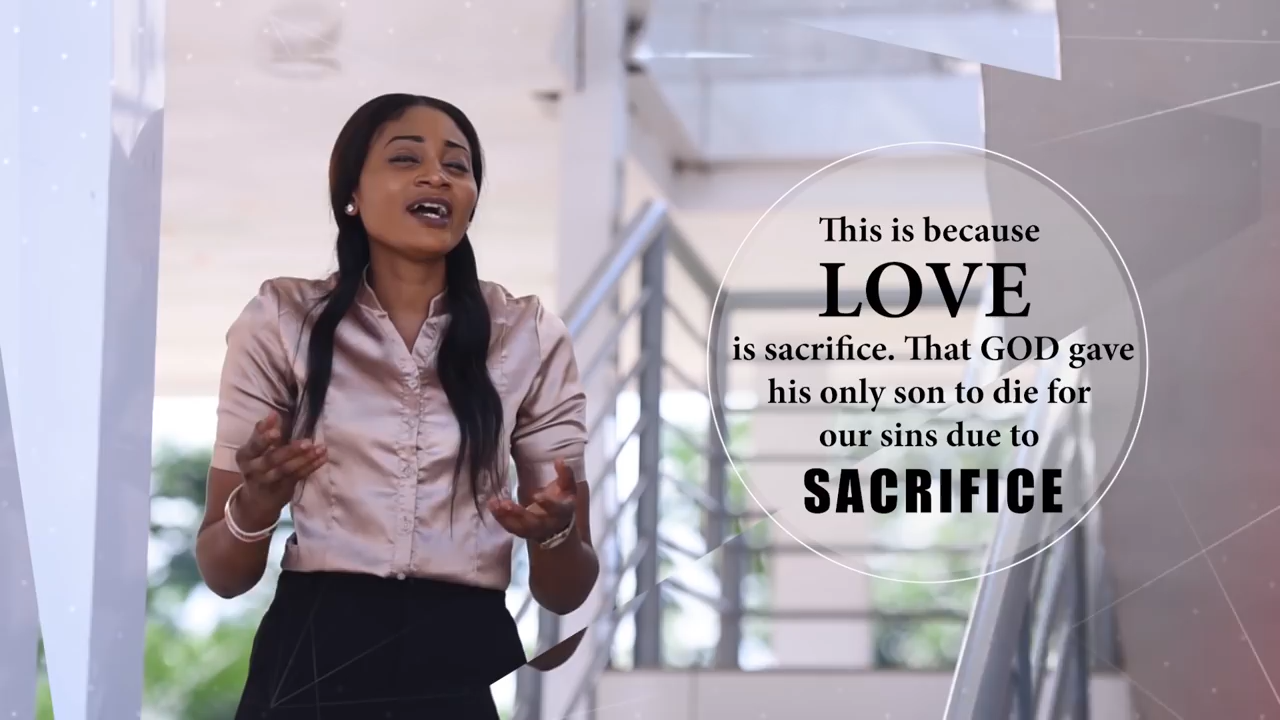 This is because
LOVE
is sacrifice. That GOD gave
his only son to die for
our sins due to
SACRIFICE